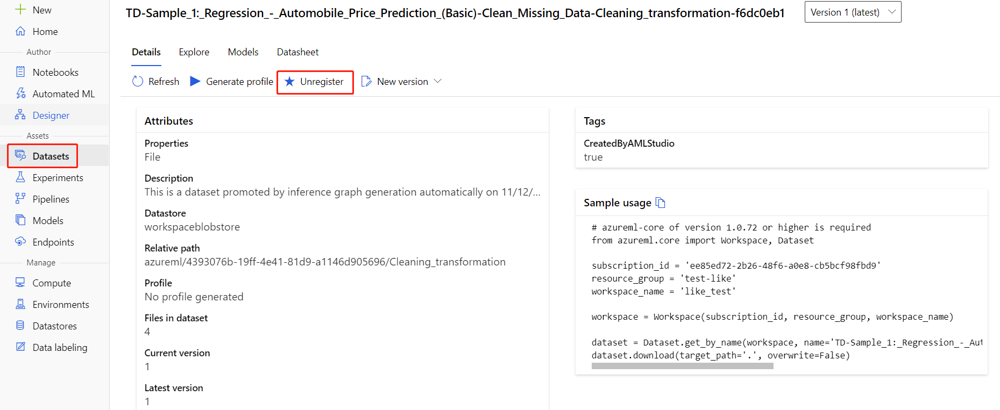 New
Home
Author
Notebooks
Automated ML
Designer
Assets
Datasets
Experiments
Pipelines
Models
Endpoints
Manage
Compute
Environments
Datastores
Data labeling
TD-Sample_1:_Regression_-_Automobile_Price_Prediction_(Basic)-Clean_Missing_Data-Cleaning_transformation-f6dc0eb1
Version 1 (latest)
Details Explore Models Datasheet
Refresh Generate profile Unregister New version
Attributes
Properties
File
Description
This is a dataset promoted by inference graph generation automatically on 11/12/...
Datastore
workspaceblobstore
Relative path
azureml/4393076b-19ff-4e41-81d9-a1146d905696/Cleaning_transformation
Profile
No profile generated
Files in dataset
4
Current version
1
Latest version
1
Tags
CreatedByAMLStudio
true
Sample usage
# azureml-core of version 1.0.72 or higher is required
from azureml.core import Workspace, Dataset
subscription_id = 'ee85ed72-2b26-48f6-a0e8-cb5bcf98fbd9'
resource_group = 'test-like'
workspace_name = 'like_test'
workspace = Workspace(subscription_id, resource_group, workspace_name)
dataset = Dataset.get_by_name(workspace, name='TD-Sample_1:_Regression_-_Aut
dataset.download(target_path='.', overwrite=False)